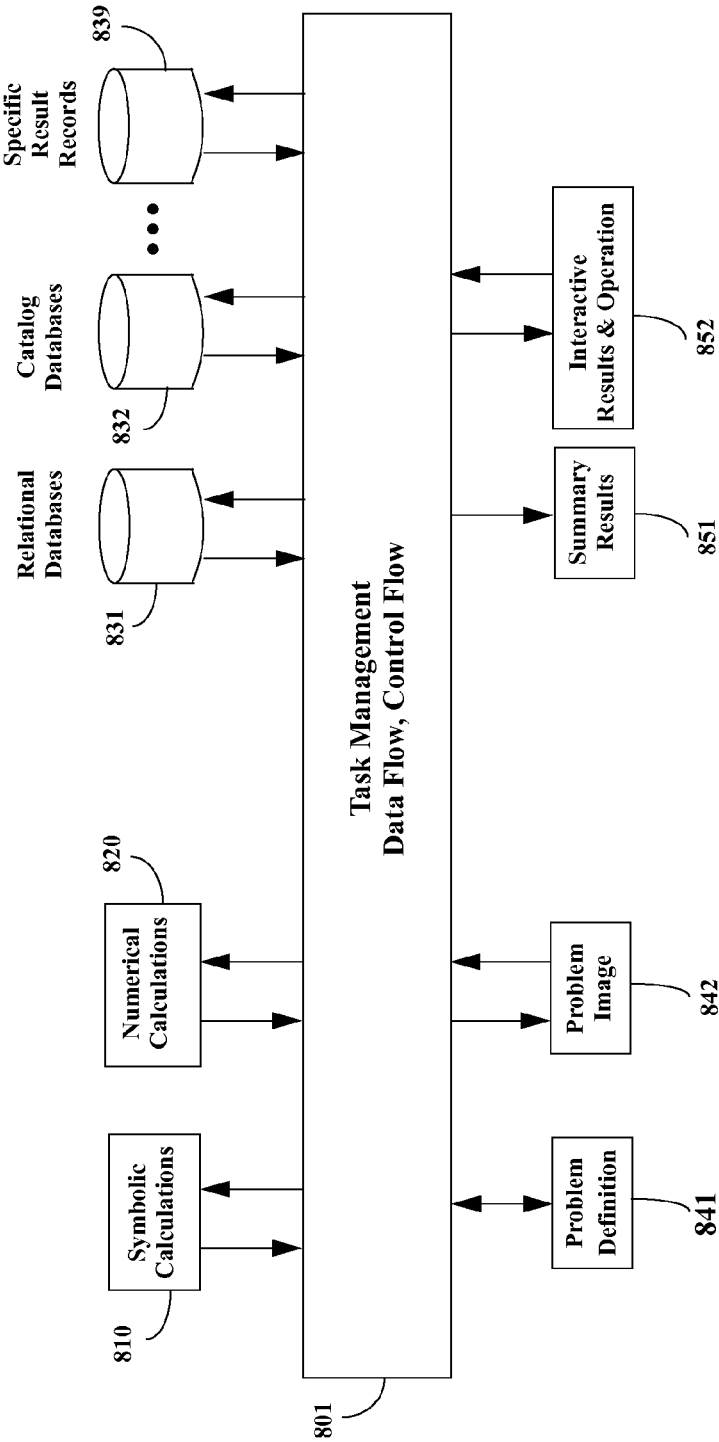 Relational
Databases
Catalog
Databases
Specific
Result
Records
810
Symbolic
Calculations
Numerical
Calculations
820
831
832
839
801
Task Management
Data Flow, Control Flow
Problem
Definition
841
Problem
Image
842
Summary
Results
851
Interactive
Results & Operation
852